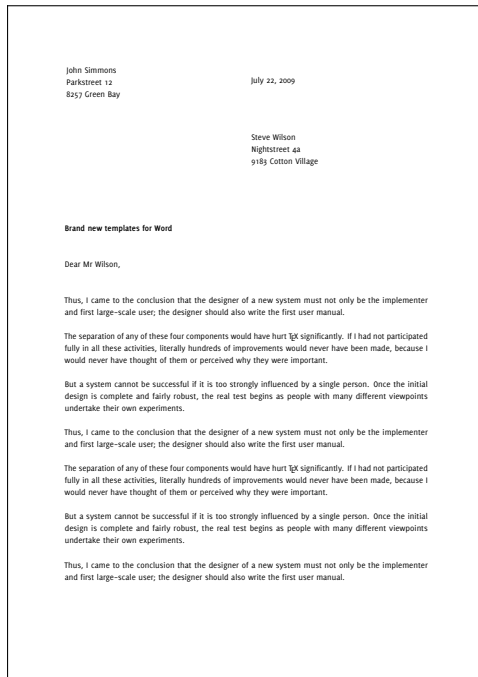 John Simmons
Parkstreet 12
8257 Green Bay
July 22, 2009
Steve Wilson
Nightstreet 4a
9183 Cotton Village
Brand new templates for Word
Dear Mr Wilson,
Thus, I came to the conclusion that the designer of a new system must not only be the implementer
and first large-scale user; the designer should also write the first user manual.
The separation of any of these four components would have hurt TEX significantly. If I had not participated
fully in all these activities, literally hundreds of improvements would never have been made, because I
would never have thought of them or perceived why they were important.
But a system cannot be successful if it is too strongly influenced by a single person. Once the initial
design is complete and fairly robust, the real test begins as people with many different viewpoints
undertake their own experiments.
Thus, I came to the conclusion that the designer of a new system must not only be the implementer
and first large-scale user; the designer should also write the first user manual.
The separation of any of these four components would have hurt TEX significantly. If I had not participated
fully in all these activities, literally hundreds of improvements would never have been made, because I
would never have thought of them or perceived why they were important.
But a system cannot be successful if it is too strongly influenced by a single person. Once the initial
design is complete and fairly robust, the real test begins as people with many different viewpoints
undertake their own experiments.
Thus, I came to the conclusion that the designer of a new system must not only be the implementer
and first large-scale user; the designer should also write the first user manual.